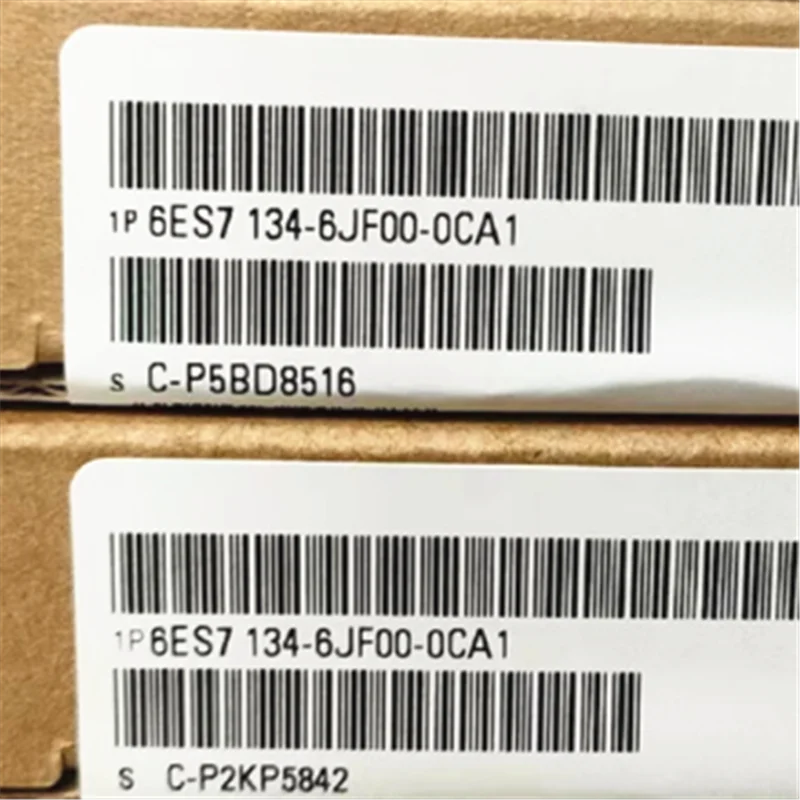 1P 6ES7 134-6JF00-0CA1
S C-P5BD8516
1P 6ES7 134-6JF00-0CA1
S C-P2KP5842